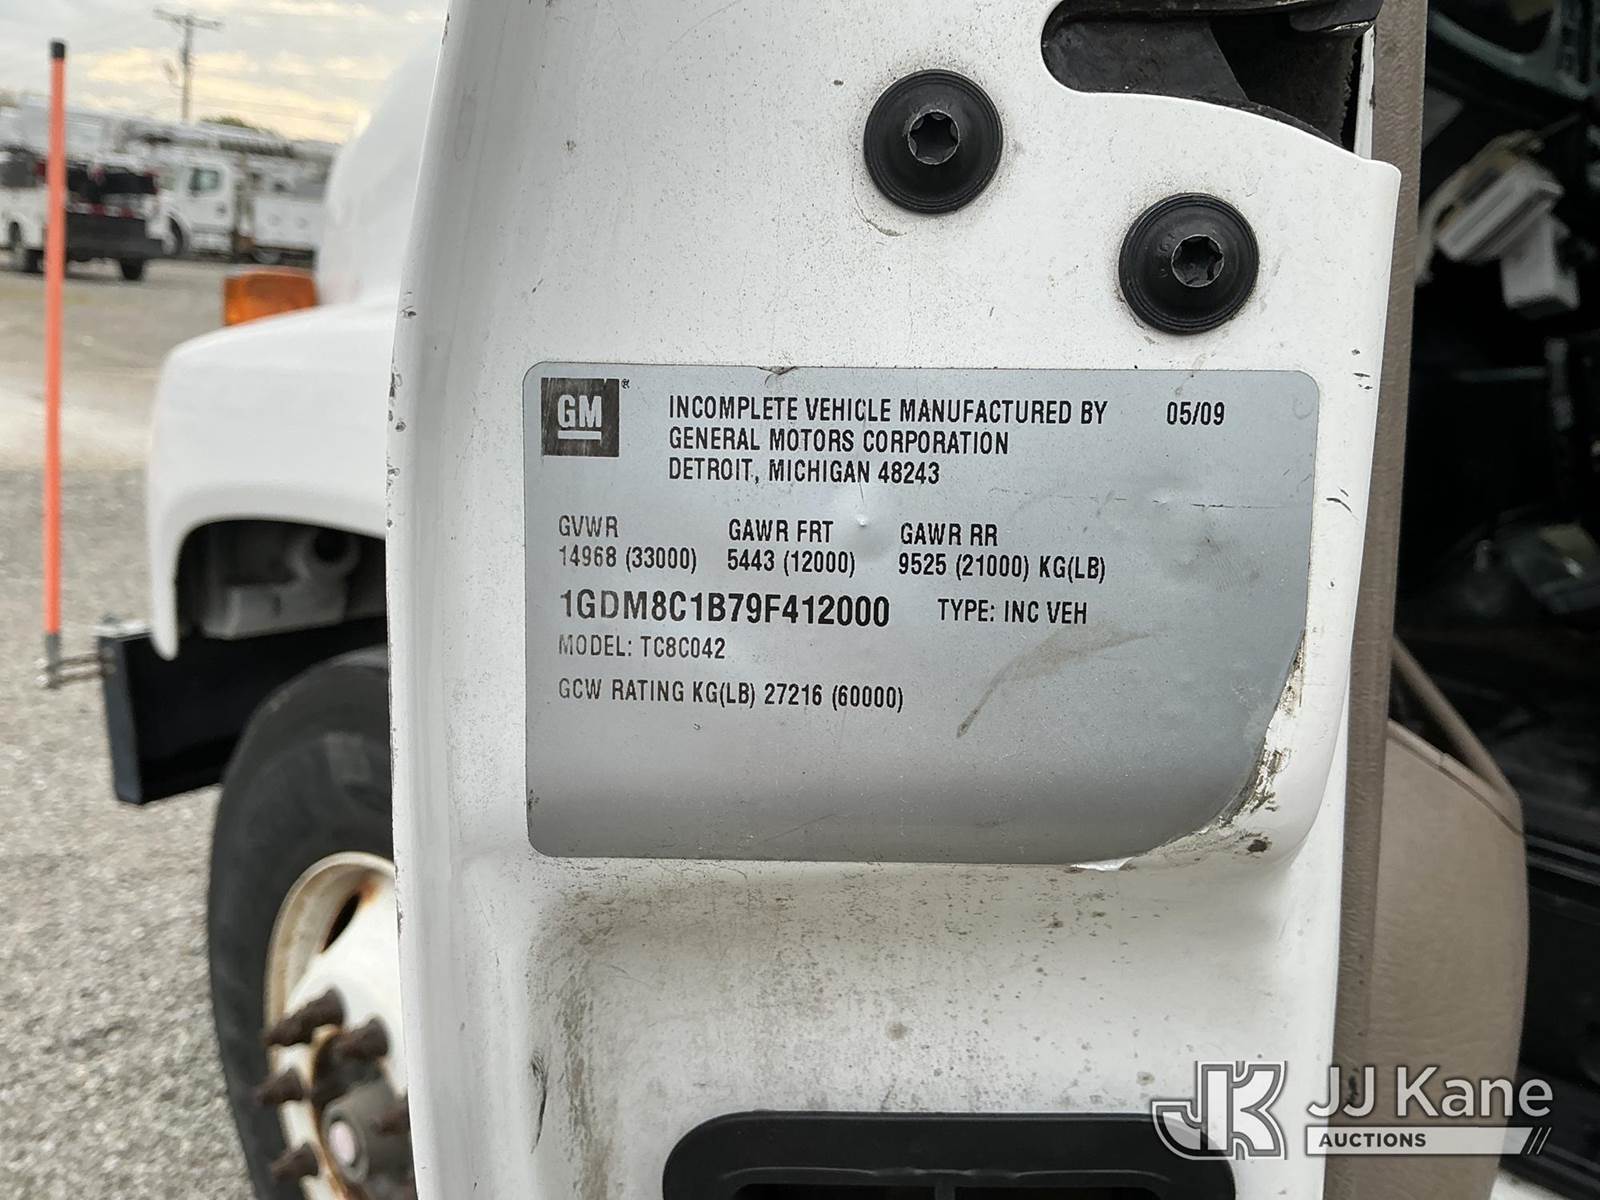 GM®
INCOMPLETE VEHICLE MANUFACTURED BY 05/09
GENERAL MOTORS CORPORATION
DETROIT, MICHIGAN 48243
GVWR GAWR FRT GAWR RR
14968 (33000) 5443 (12000) 9525 (21000) KG(LB)
1GDM8C1B79F412000 TYPE: INC VEH
MODEL: TC8C042
GCW RATING KG(LB) 27216 (60000)
JK JJ Kane
AUCTIONS